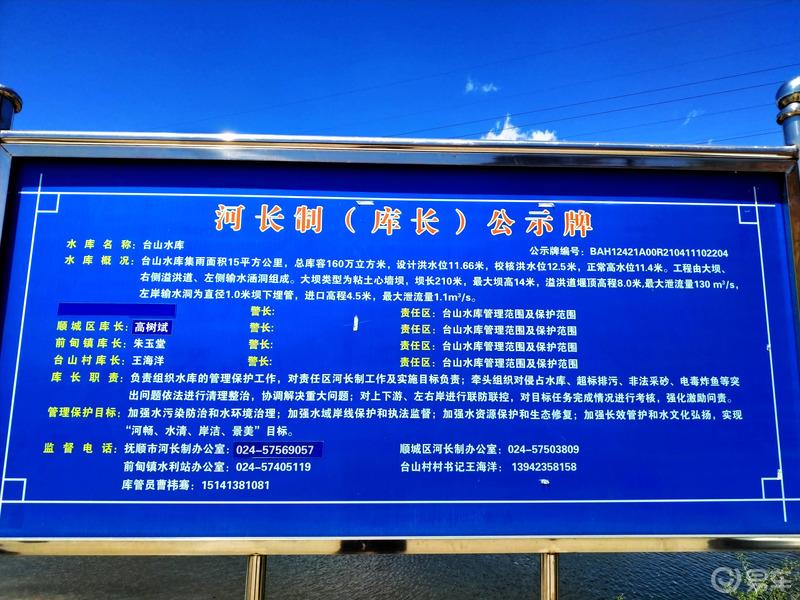 河长制（库长）公示牌
水库名称：台山水库
公示牌编号：BAH12421A00R210411102204
水库概况：台山水库集雨面积15平方公里，总库容160万立方米，设计洪水位11.66米，校核洪水位12.5米，正常高水位11.4米。工程由大坝、
右侧溢洪道、左侧输水涵洞组成。大坝类型为粘土心墙坝，坝长210米，最大坝高14米，溢洪道堰顶高程8.0米,最大泄流量130 m³/s,
左岸输水洞为直径1.0米坝下埋管，进口高程4.5米，最大泄流量1.1m³/s。
警长： 责任区：台山水库管理范围及保护范围
顺城区库长：高树斌 警长： 责任区：台山水库管理范围及保护范围
前甸镇库长：朱玉堂 警长： 责任区：台山水库管理范围及保护范围
台山村库长：王海洋 警长： 责任区：台山水库管理范围及保护范围
库长职责：负责组织水库的管理保护工作，对责任区河长制工作及实施目标负责；牵头组织对侵占水库、超标排污、非法采砂、电毒炸鱼等突
出问题依法进行清理整治，协调解决重大问题；对上下游、左右岸进行联防联控，对目标任务完成情况进行考核，强化激励问责。
管理保护目标：加强水污染防治和水环境治理；加强水域岸线保护和执法监督；加强水资源保护和生态修复；加强长效管护和水文化弘扬，实现
“河畅、水清、岸洁、景美”目标。
监督电话：抚顺市河长制办公室：024-57569057 顺城区河长制办公室：024-57503809
前甸镇水利站办公室：024-57405119 台山村村书记王海洋：13942358158
库管员曹祎骞：15141381081
易车